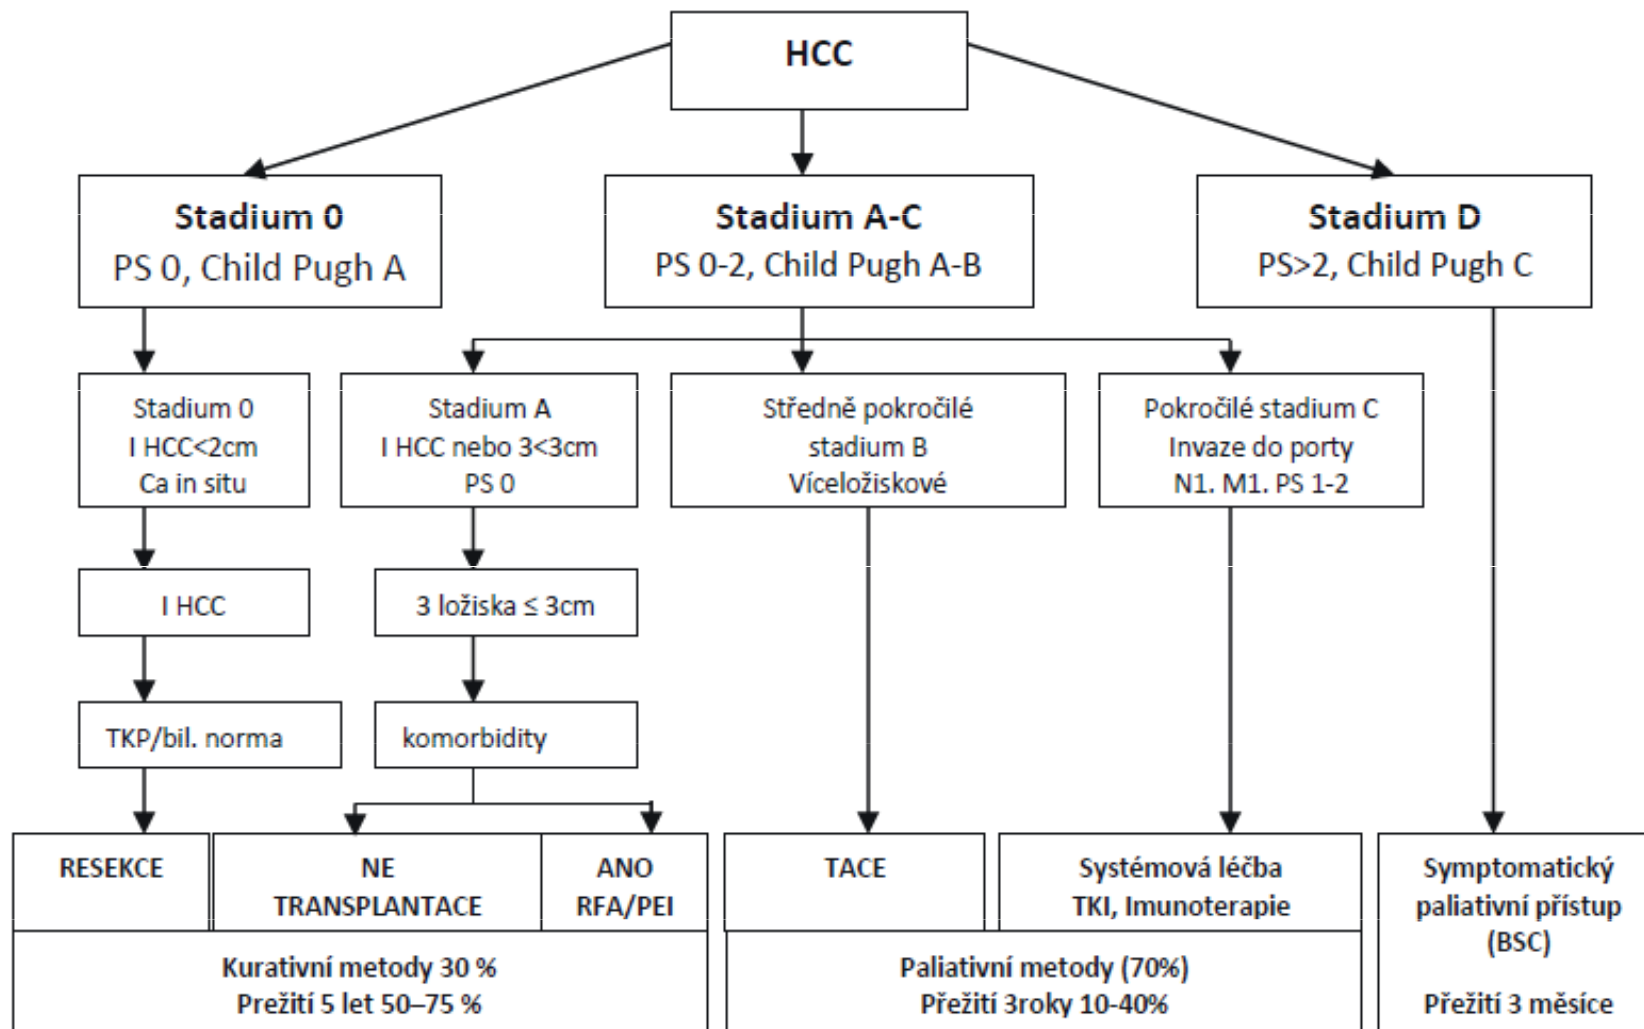 HCC
Stadium 0
PS 0, Child Pugh A
Stadium A-C
PS 0-2, Child Pugh A-B
Stadium D
PS>2, Child Pugh C
Stadium 0
I HCC<2cm
Ca in situ
Stadium A
I HCC nebo 3<3cm
PS 0
Středně pokročilé
stadium B
Víceložiskové
Pokročilé stadium C
Invaze do porty
N1. M1. PS 1-2
I HCC
3 ložiska ≤ 3cm
TKP/bil. norma
komorbidity
RESEKCE
NE
TRANSPLANTACE
ANO
RFA/PEI
TACE
Systémová léčba
TKI, Imunoterapie
Symptomatický
paliativní přístup
(BSC)
Přežití 3 měsíce
Kurativní metody 30 %
Prežití 5 let 50–75 %
Paliativní metody (70%)
Přežití 3roky 10-40%